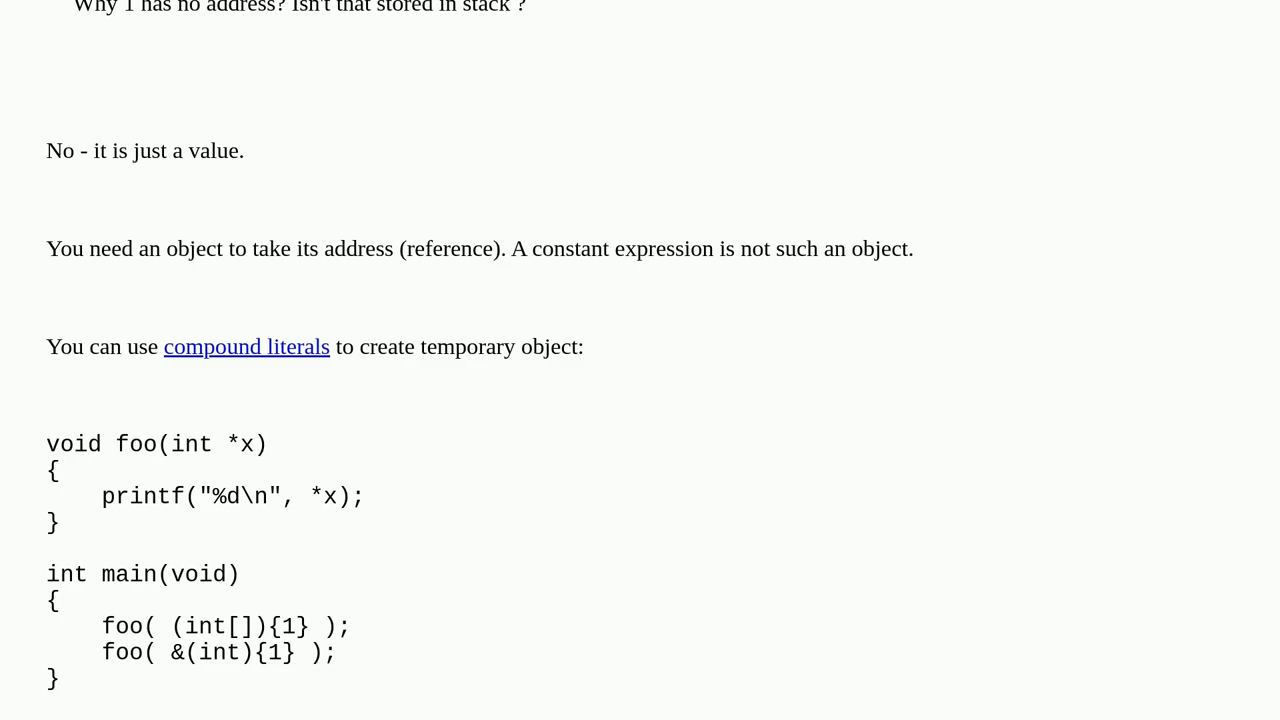 Why 1 has no address? Isn't that stored in stack ?
No - it is just a value.
You need an object to take its address (reference). A constant expression is not such an object.
You can use compound literals to create temporary object:
void foo(int *x)
{
    printf("%d\n", *x);
}
int main(void)
{
    foo( (int[]){1} );
    foo( &(int){1} );
}